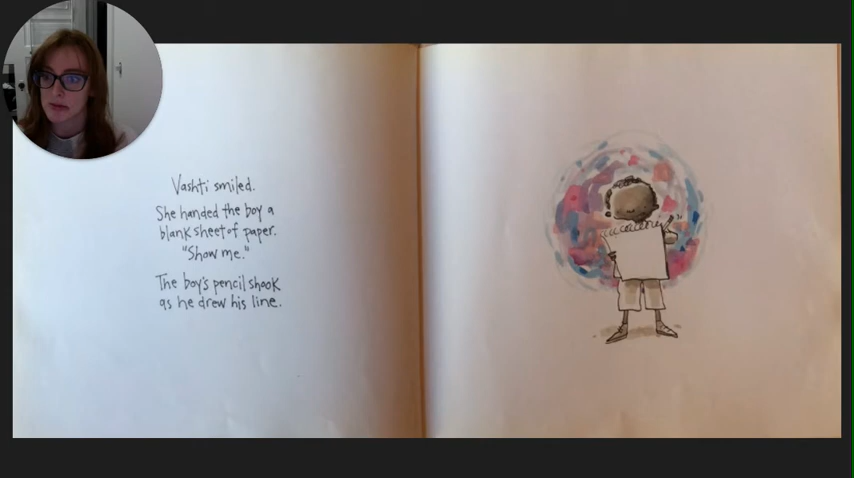 Vashti smiled.
She handed the boy a
blank sheet of paper.
"Show me."
The boy's pencil shook
as he drew his line.